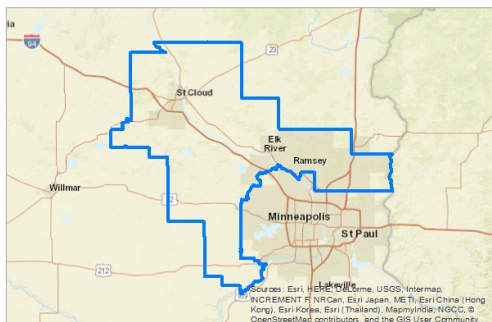 ia
94
23
St Cloud
Elk
River
Ramsey
Willmar
12
Minneapolis
St Paul
212
169
Lakeville
Sources: Esri, HERE, DeLorme, USGS, Intermap,
INCREMENT P, NRCan, Esri Japan, METI, Esri China (Hong
Kong), Esri Korea, Esri (Thailand), MapmyIndia, NGCC, ©
OpenStreetMap contributors, and the GIS User Community